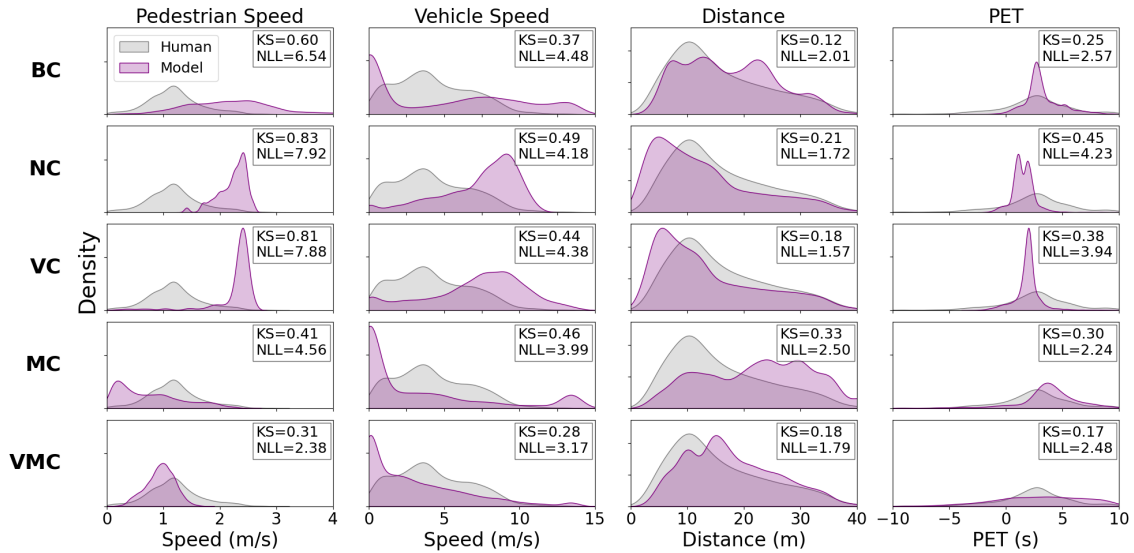 Pedestrian Speed
Vehicle Speed
Distance
PET
BC
Human
Model
KS=0.60
NLL=6.54
KS=0.37
NLL=4.48
KS=0.12
NLL=2.01
KS=0.25
NLL=2.57
NC
KS=0.83
NLL=7.92
KS=0.49
NLL=4.18
KS=0.21
NLL=1.72
KS=0.45
NLL=4.23
Density
VC
KS=0.81
NLL=7.88
KS=0.44
NLL=4.38
KS=0.18
NLL=1.57
KS=0.38
NLL=3.94
MC
KS=0.41
NLL=4.56
KS=0.46
NLL=3.99
KS=0.33
NLL=2.50
KS=0.30
NLL=2.24
VMC
KS=0.31
NLL=2.38
KS=0.28
NLL=3.17
KS=0.18
NLL=1.79
KS=0.17
NLL=2.48
0 1 2 3 4
0 5 10 15
0 10 20 30 40
−10 −5 0 5 10
Speed (m/s)
Speed (m/s)
Distance (m)
PET (s)